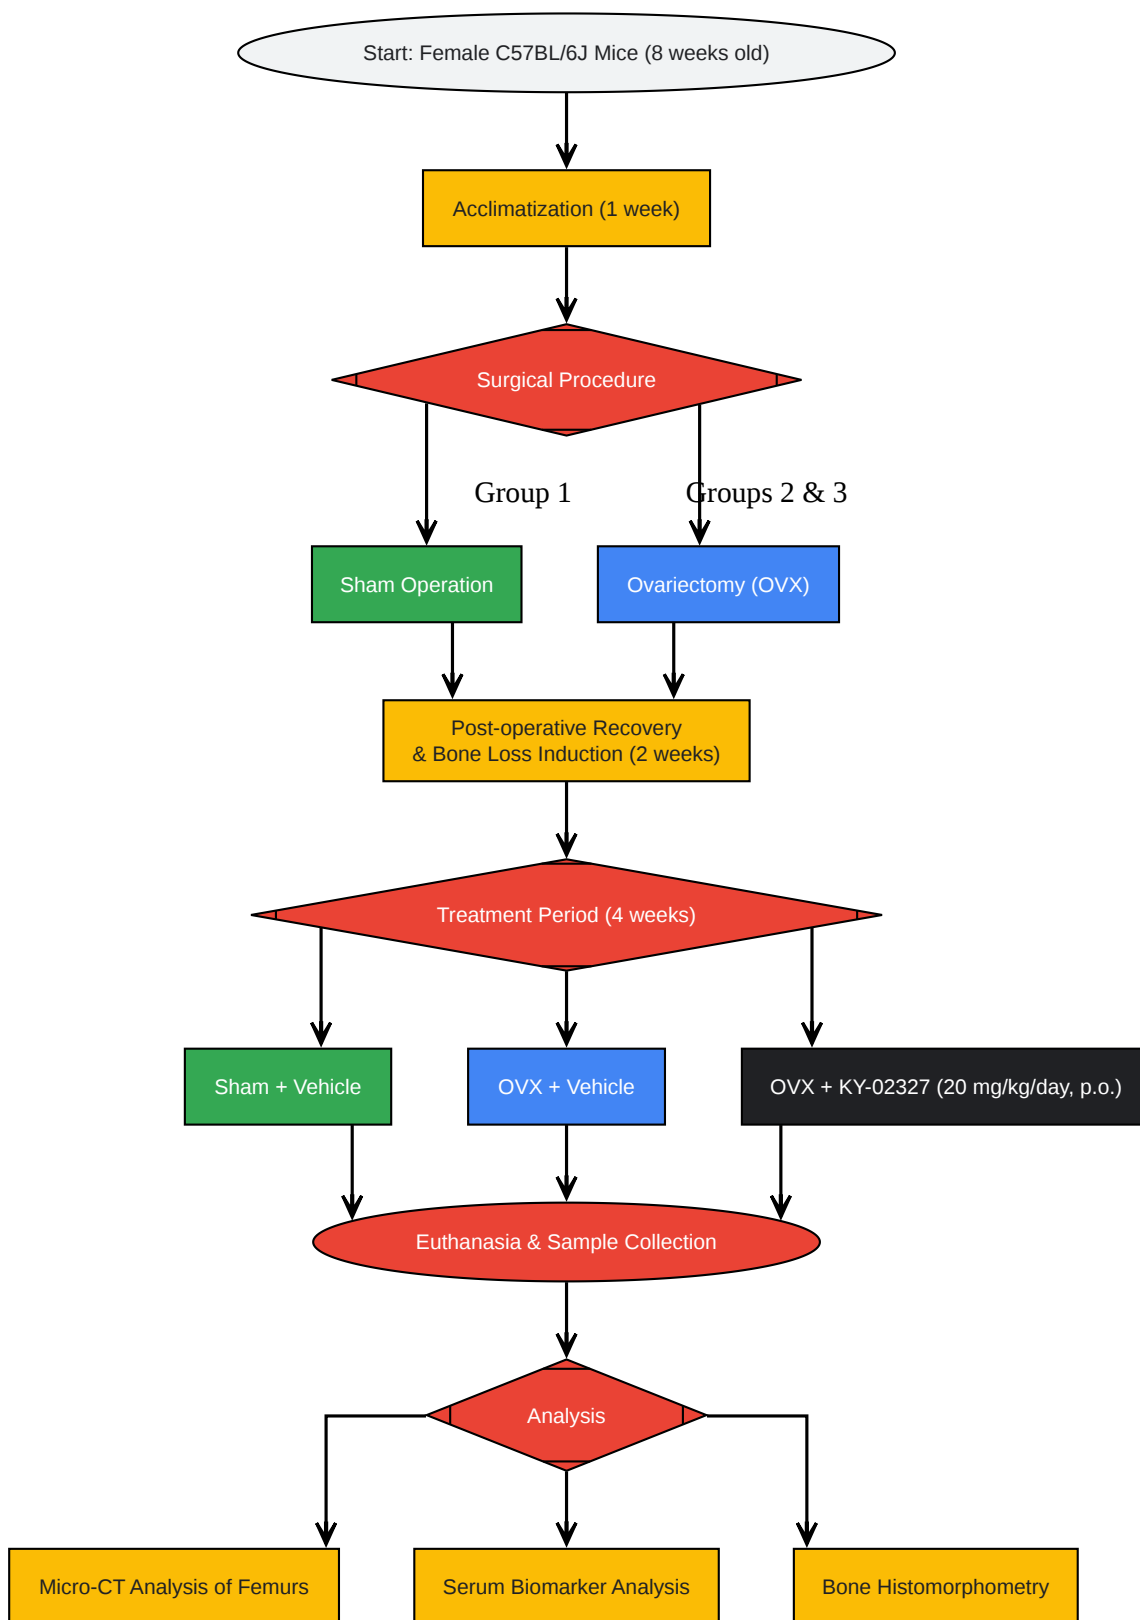 Start: Female C57BL/6J Mice (8 weeks old)
Acclimatization (1 week)
Surgical Procedure
Group 1
Groups 2 & 3
Sham Operation
Ovariectomy (OVX)
Post-operative Recovery
& Bone Loss Induction (2 weeks)
Treatment Period (4 weeks)
Sham + Vehicle
OVX + Vehicle
OVX + KY-02327 (20 mg/kg/day, p.o.)
Euthanasia & Sample Collection
Analysis
Micro-CT Analysis of Femurs
Serum Biomarker Analysis
Bone Histomorphometry